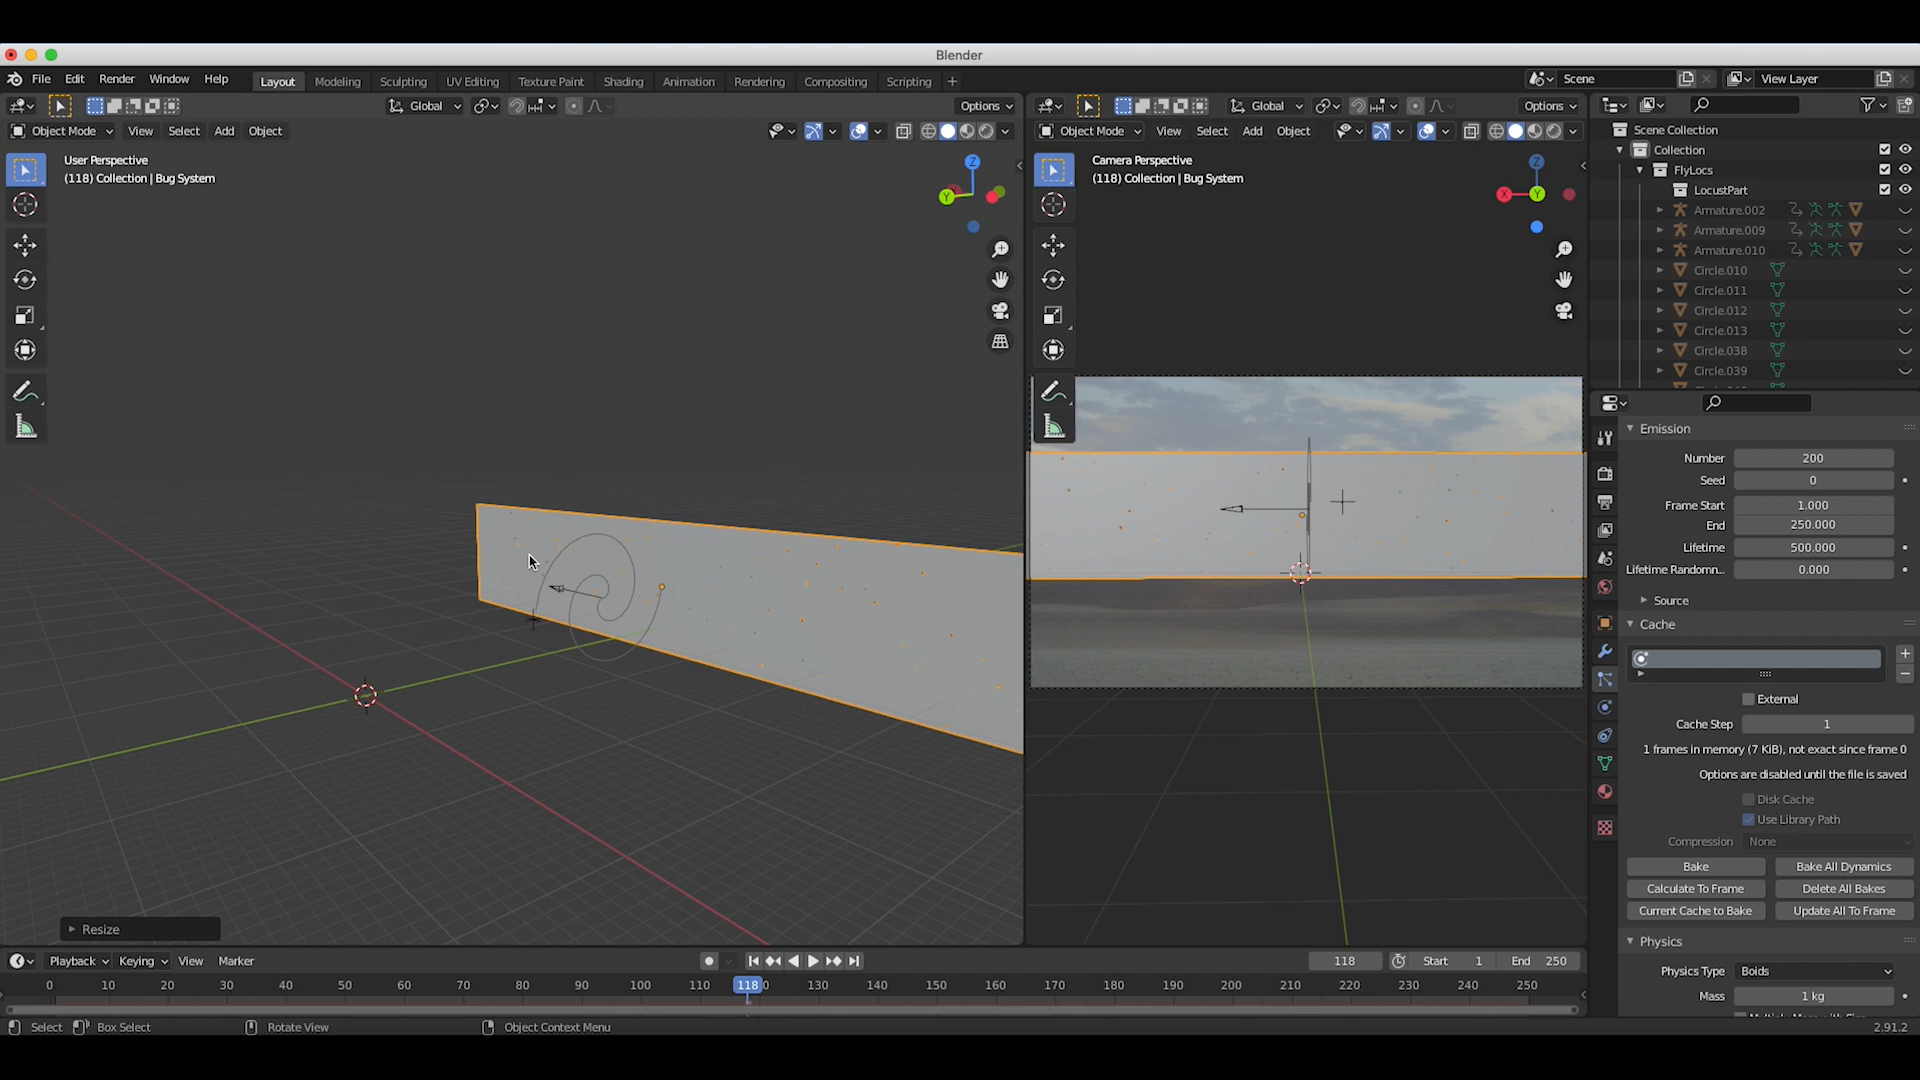 Blender
File Edit Render Window Help
Layout Modeling Sculpting UV Editing Texture Paint Shading Animation Rendering Compositing Scripting +
Scene
View Layer
Global
Options
Global
Options
Object Mode View Select Add Object
Object Mode View Select Add Object
User Perspective
(118) Collection | Bug System
Z
Y
Camera Perspective
(118) Collection | Bug System
Z
X
Y
Scene Collection
Collection
FlyLocs
LocustPart
Armature.002
Armature.009
Armature.010
Circle.010
Circle.011
Circle.012
Circle.013
Circle.038
Circle.039
Emission
Number 200
Seed 0
Frame Start 1.000
End 250.000
Lifetime 500.000
Lifetime Randomn... 0.000
Source
Cache
External
Cache Step 1
1 frames in memory (7 KiB), not exact since frame 0
Options are disabled until the file is saved
Disk Cache
Use Library Path
Compression None
Bake Bake All Dynamics
Calculate To Frame Delete All Bakes
Current Cache to Bake Update All To Frame
Physics
Physics Type Boids
Mass 1 kg
Resize
Playback Keying View Marker
118 Start 1 End 250
0 10 20 30 40 50 60 70 80 90 100 110 118 130 140 150 160 170 180 190 200 210 220 230 240 250
Select Box Select Rotate View Object Context Menu
2.91.2